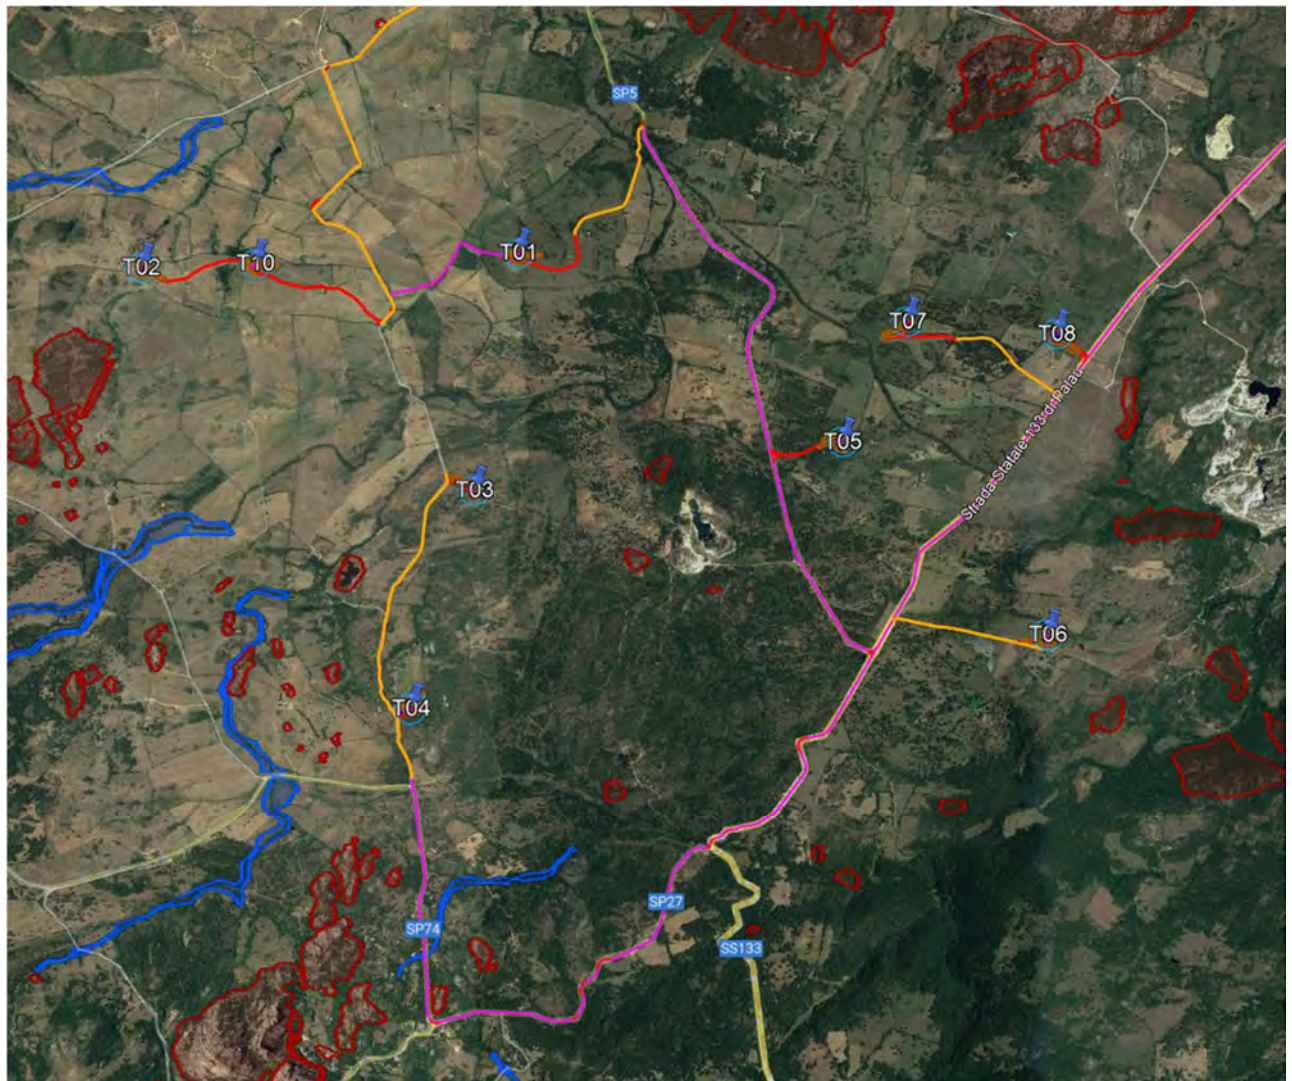 SP5
T01
T02
T10
T07
T08
T05
T03
Strada Statale 133 di Palau
T06
T04
SP27
SP74
SS133